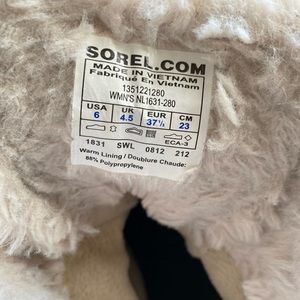 SOREL.COM
MADE IN VIETNAM
Fabriqué En Vietnam
1351221280
WMN'S NL1631-280
USA UK EUR CM
6 4.5 37½ 23
ECA-3
1831 SWL 0812 212
Warm Lining / Doublure Chaude:
88% Polypropylene